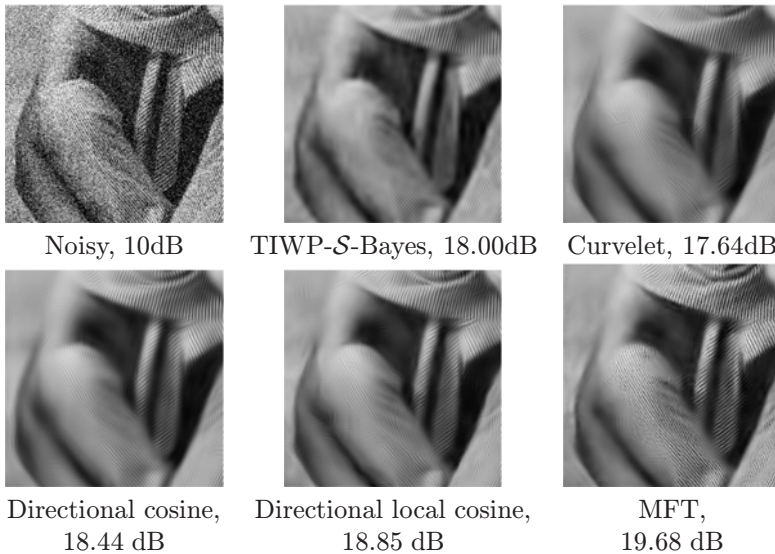 Noisy, 10dB
TIWP-𝒮-Bayes, 18.00dB
Curvelet, 17.64dB
Directional cosine,
18.44 dB
Directional local cosine,
18.85 dB
MFT,
19.68 dB